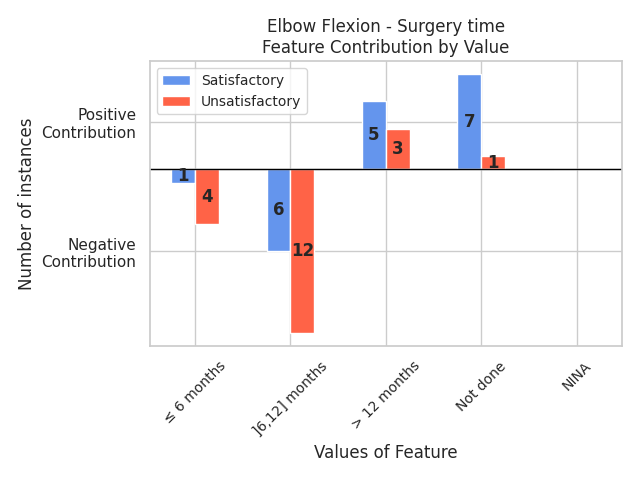 Elbow Flexion - Surgery time
Feature Contribution by Value
Satisfactory
Unsatisfactory
Positive
Contribution
Negative
Contribution
Number of instances
1
4
6
12
5
3
7
1
≤ 6 months
]6,12] months
> 12 months
Not done
NINA
Values of Feature